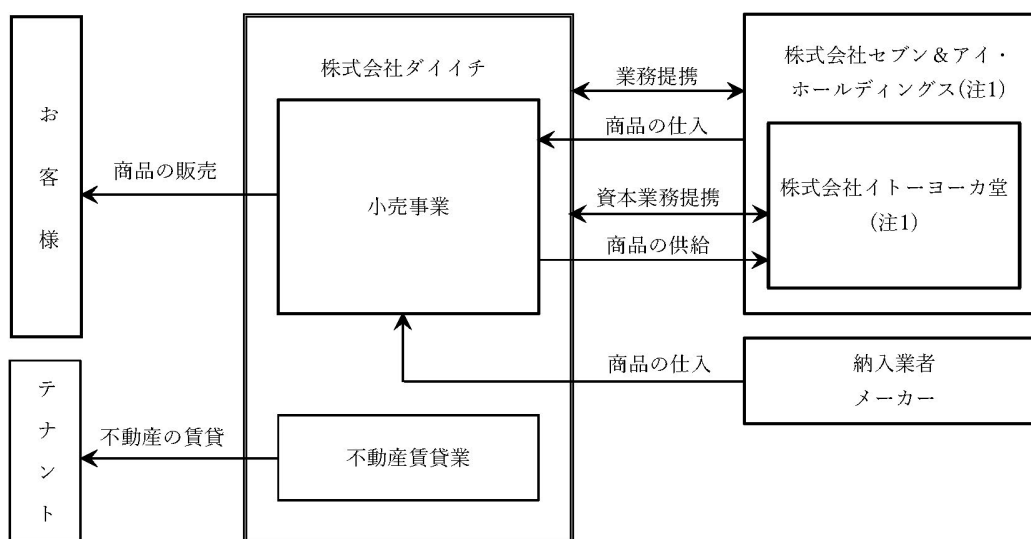 お客様
テナント
株式会社ダイイチ
小売事業
不動産賃貸業
商品の販売
不動産の賃貸
業務提携
商品の仕入
資本業務提携
商品の供給
商品の仕入
株式会社セブン＆アイ・
ホールディングス(注1)
株式会社イトーヨーカ堂
(注1)
納入業者
メーカー